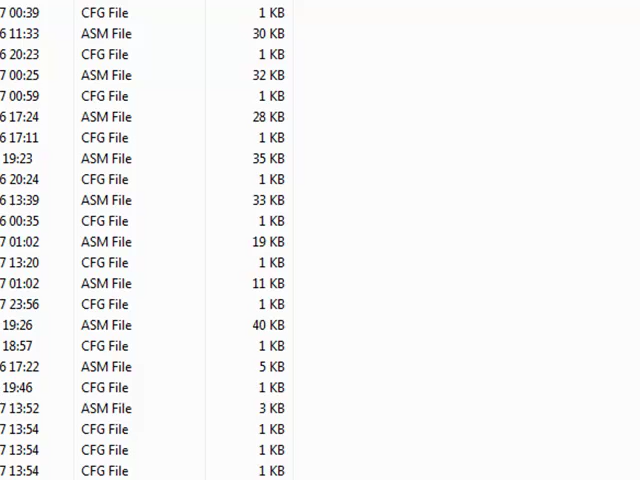 7 00:39 CFG File 1 KB
6 11:33 ASM File 30 KB
6 20:23 CFG File 1 KB
7 00:25 ASM File 32 KB
7 00:59 CFG File 1 KB
6 17:24 ASM File 28 KB
6 17:11 CFG File 1 KB
19:23 ASM File 35 KB
6 20:24 CFG File 1 KB
6 13:39 ASM File 33 KB
6 00:35 CFG File 1 KB
7 01:02 ASM File 19 KB
7 13:20 CFG File 1 KB
7 01:02 ASM File 11 KB
7 23:56 CFG File 1 KB
19:26 ASM File 40 KB
18:57 CFG File 1 KB
6 17:22 ASM File 5 KB
19:46 CFG File 1 KB
7 13:52 ASM File 3 KB
7 13:54 CFG File 1 KB
7 13:54 CFG File 1 KB
7 13:54 CFG File 1 KB